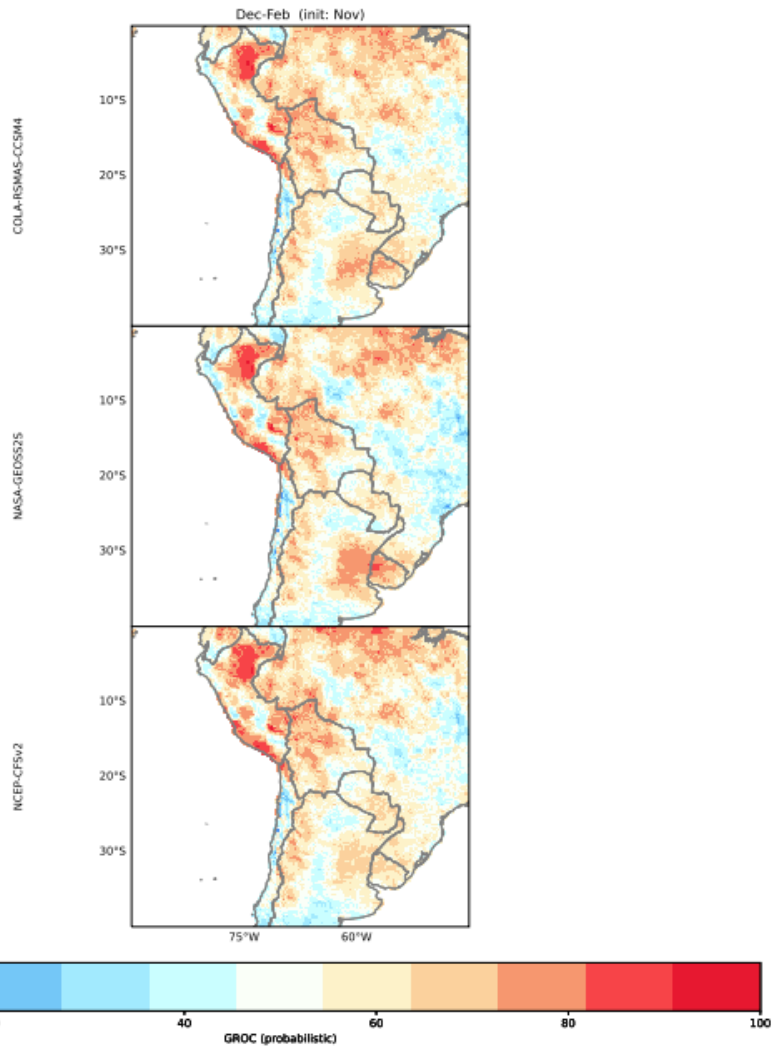 Dec-Feb (init: Nov)
COLA-RSMAS-CCSM4
10°S
20°S
30°S
NASA-GEOSS2S
10°S
20°S
30°S
NCEP-CFSv2
10°S
20°S
30°S
75°W 60°W
40 60 80 100
GROC (probabilistic)